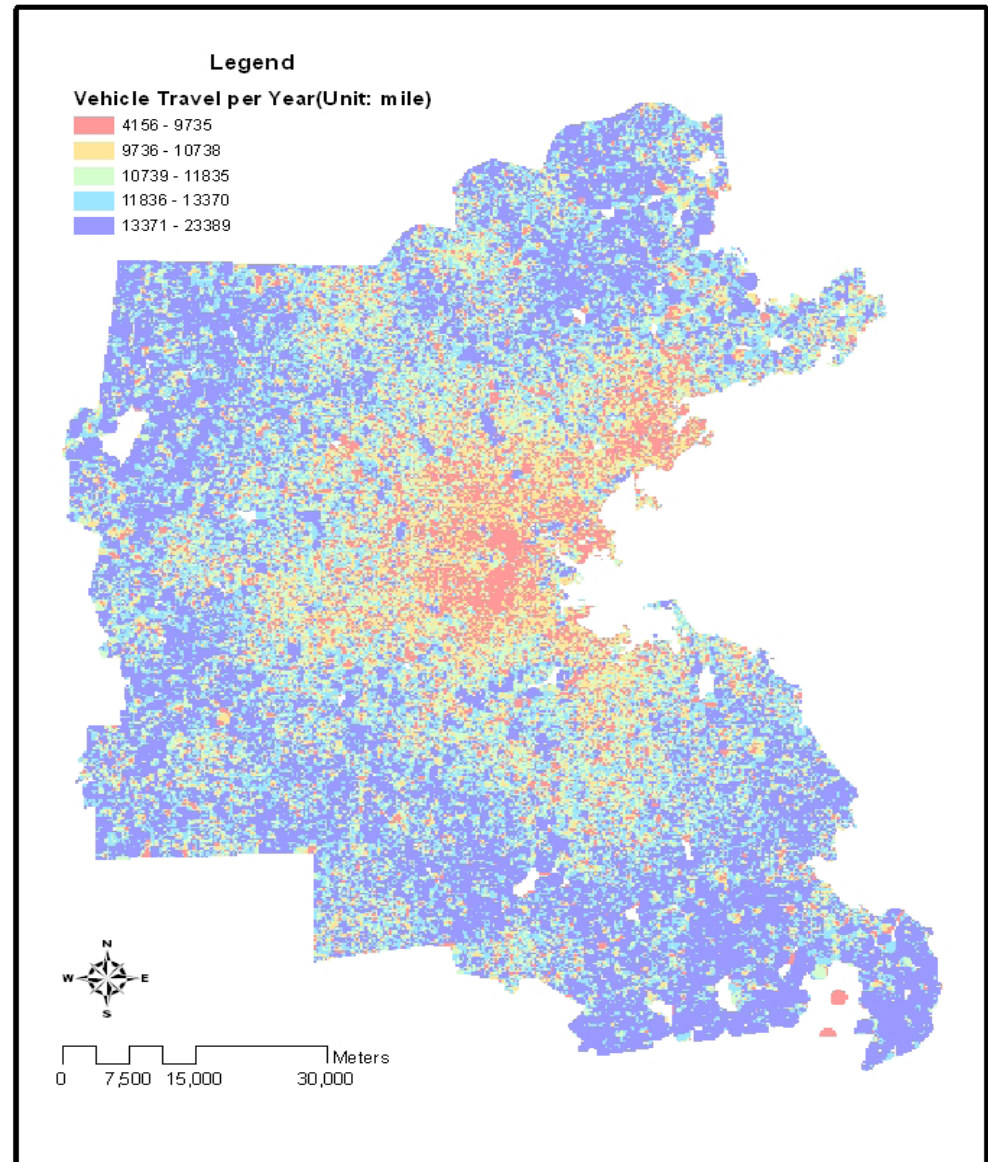 Legend
Vehicle Travel per Year(Unit: mile)
4156 - 9735
9736 - 10738
10739 - 11835
11836 - 13370
13371 - 23389
N
W E
S
Meters
0 7,500 15,000 30,000